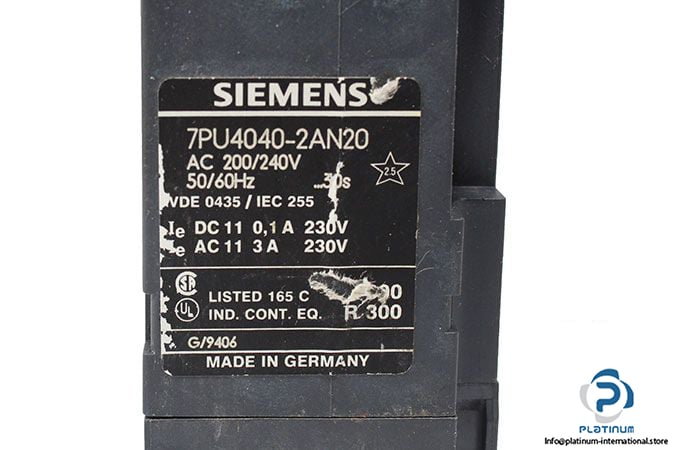 SIEMENS
7PU4040-2AN20
AC 200/240V
50/60Hz ...30s
2.5
VDE 0435 / IEC 255
Ie DC 11 0,1 A 230V
Ie AC 11 3 A 230V
LISTED 165 C
IND. CONT. EQ. R 300
G/9406
MADE IN GERMANY
PLATINUM
info@platinum-international.store